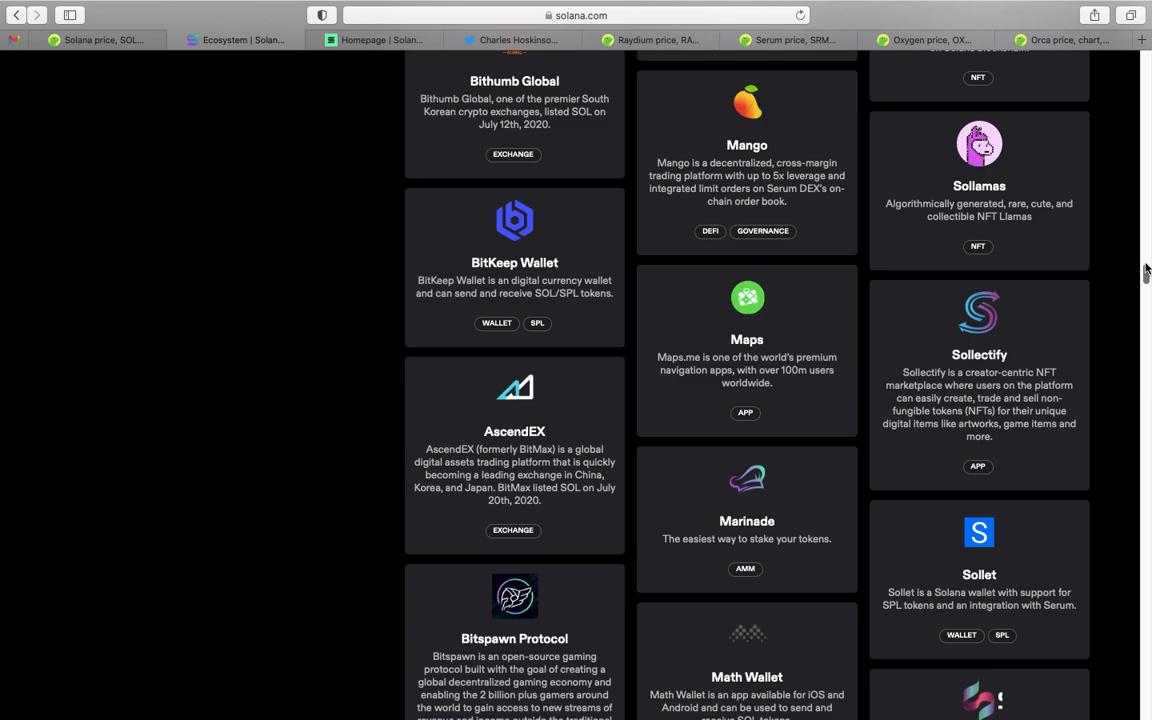 solana.com
Solana price, SOL...
Ecosystem | Solan...
Homepage | Solan...
Charles Hoskinso...
Raydium price, RA...
Serum price, SRM...
Oxygen price, OX...
Orca price, chart,...
Bithumb Global
Bithumb Global, one of the premier South
Korean crypto exchanges, listed SOL on
July 12th, 2020.
EXCHANGE
BitKeep Wallet
BitKeep Wallet is an digital currency wallet
and can send and receive SOL/SPL tokens.
WALLET
SPL
AscendEX
AscendEX (formerly BitMax) is a global
digital assets trading platform that is quickly
becoming a leading exchange in China,
Korea, and Japan. BitMax listed SOL on July
20th, 2020.
EXCHANGE
Bitspawn Protocol
Bitspawn is an open-source gaming
protocol built with the goal of creating a
global decentralized gaming economy and
enabling the 2 billion plus gamers around
the world to gain access to new streams of
revenue and income outside the traditional
Mango
Mango is a decentralized, cross-margin
trading platform with up to 5x leverage and
integrated limit orders on Serum DEX's on-
chain order book.
DEFI
GOVERNANCE
Maps
Maps.me is one of the world's premium
navigation apps, with over 100m users
worldwide.
APP
Marinade
The easiest way to stake your tokens.
AMM
Math Wallet
Math Wallet is an app available for iOS and
Android and can be used to send and
receive SOL tokens.
NFT
Sollamas
Algorithmically generated, rare, cute, and
collectible NFT Llamas
NFT
Sollectify
Sollectify is a creator-centric NFT
marketplace where users on the platform
can easily create, trade and sell non-
fungible tokens (NFTs) for their unique
digital items like artworks, game items and
more.
APP
S
Sollet
Sollet is a Solana wallet with support for
SPL tokens and an integration with Serum.
WALLET
SPL